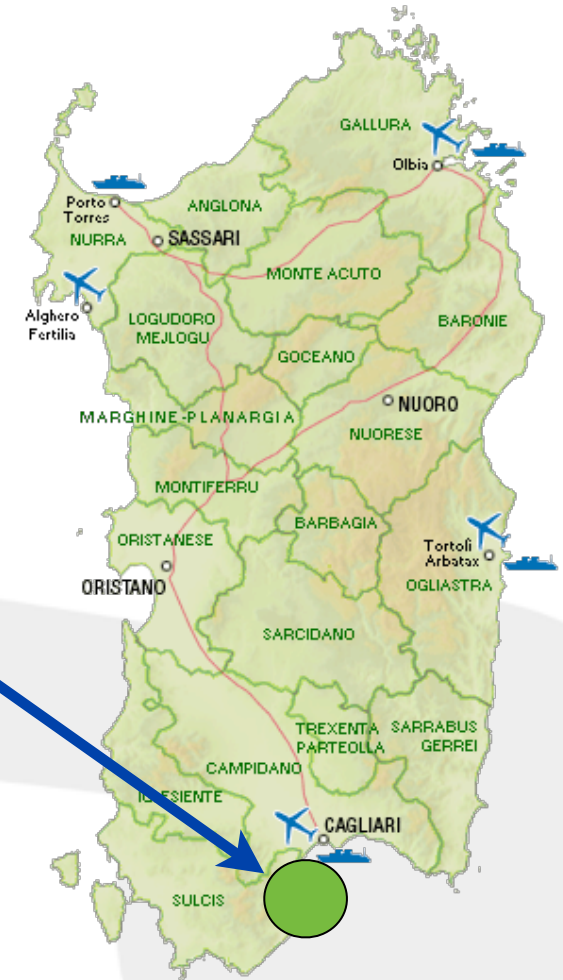 GALLURA
Olbia
Porto
Torres
ANGLONA
NURRA
SASSARI
MONTE ACUTO
Alghero
Fertilia
LOGUDORO
MEJLOGU
BARONIE
GOCEANO
NUORO
MARGHINE-PLANARGIA
NUORESE
MONTIFERRU
BARBAGIA
ORISTANESE
Tortolì
Arbatax
ORISTANO
OGLIASTRA
SARCIDANO
TREXENTA
PARTEOLLA
SARRABUS
GERREI
CAMPIDANO
IGLESIENTE
CAGLIARI
SULCIS